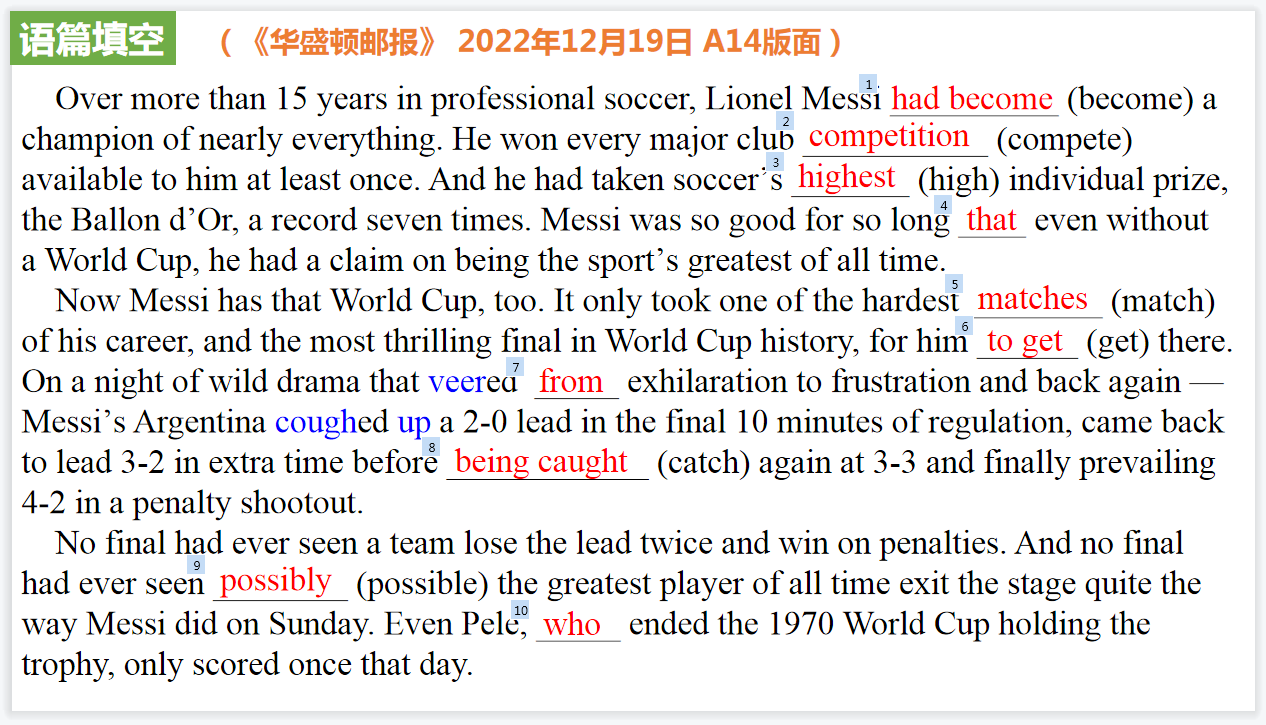 语篇填空 （《华盛顿邮报》 2022年12月19日 A14版面）
Over more than 15 years in professional soccer, Lionel Messi 1 had become (become) a
champion of nearly everything. He won every major club 2 competition (compete)
available to him at least once. And he had taken soccer’s 3 highest (high) individual prize,
the Ballon d’Or, a record seven times. Messi was so good for so long 4 that even without
a World Cup, he had a claim on being the sport’s greatest of all time.
Now Messi has that World Cup, too. It only took one of the hardest 5 matches (match)
of his career, and the most thrilling final in World Cup history, for him 6 to get (get) there.
On a night of wild drama that veered 7 from exhilaration to frustration and back again —
Messi’s Argentina coughed up a 2-0 lead in the final 10 minutes of regulation, came back
to lead 3-2 in extra time before 8 being caught (catch) again at 3-3 and finally prevailing
4-2 in a penalty shootout.
No final had ever seen a team lose the lead twice and win on penalties. And no final
had ever seen 9 possibly (possible) the greatest player of all time exit the stage quite the
way Messi did on Sunday. Even Pelé, 10 who ended the 1970 World Cup holding the
trophy, only scored once that day.